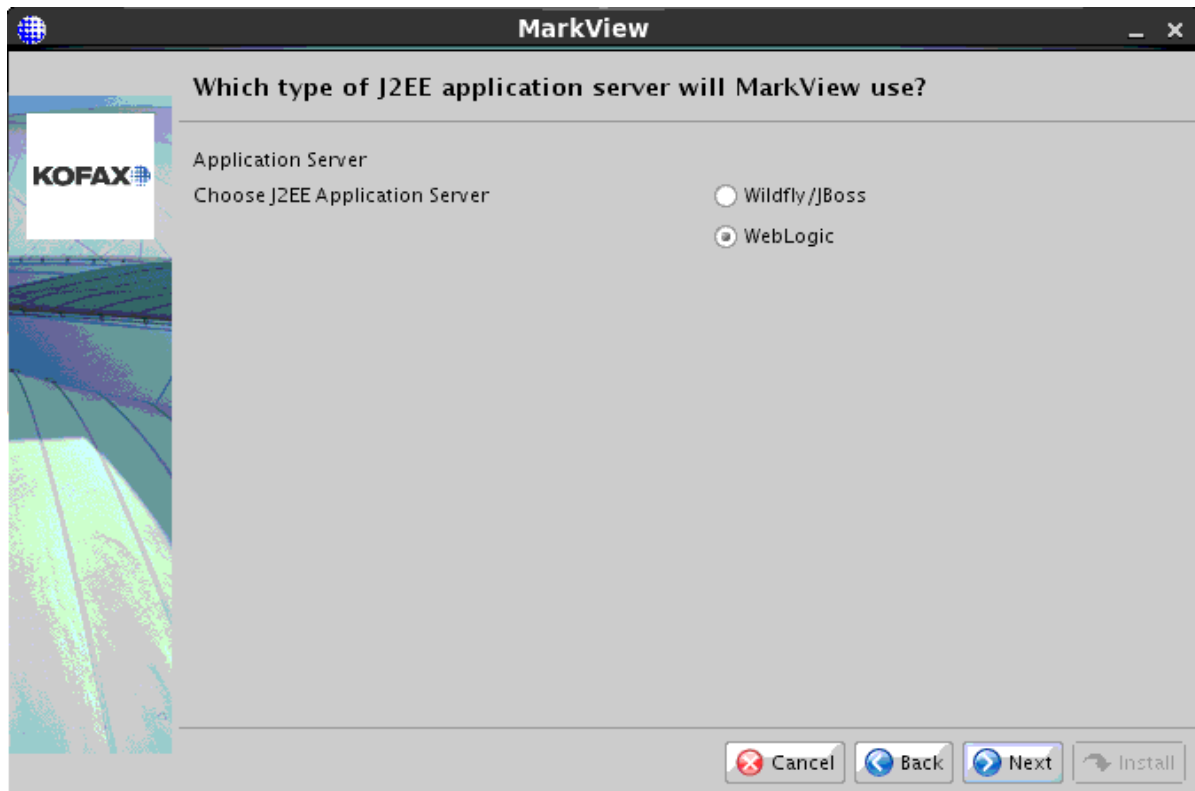 MarkView
Which type of J2EE application server will MarkView use?
KOFAX
Application Server
Choose J2EE Application Server
Wildfly/JBoss
WebLogic
Cancel
Back
Next
Install